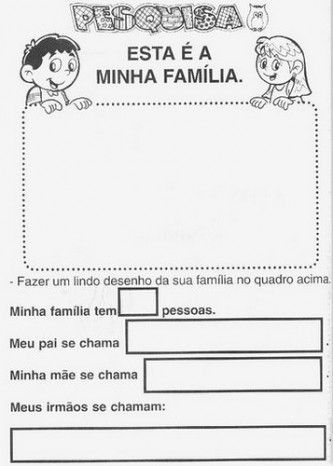 PESQUISA
ESTA É A
MINHA FAMÍLIA.
- Fazer um lindo desenho da sua família no quadro acima.
Minha família tem pessoas.
Meu pai se chama .
Minha mãe se chama .
Meus irmãos se chamam: